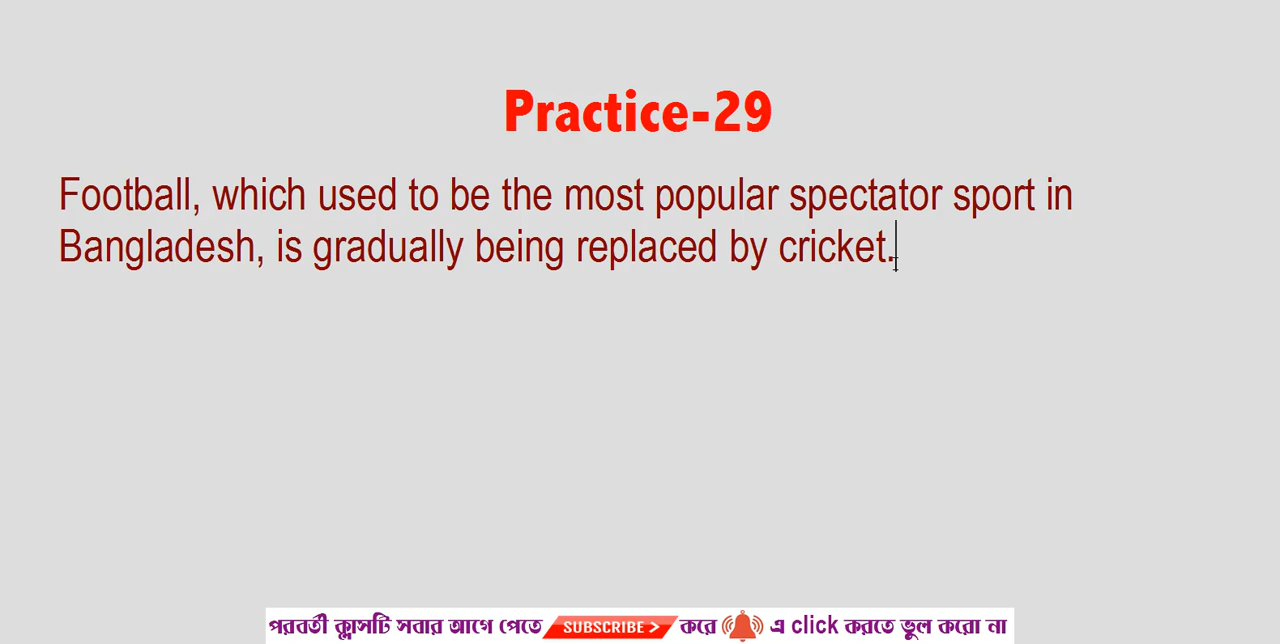 Practice-29
Football, which used to be the most popular spectator sport in
Bangladesh, is gradually being replaced by cricket.
পরবর্তী ক্লাসটি সবার আগে পেতে SUBSCRIBE > করে এ click করতে ভুল করো না